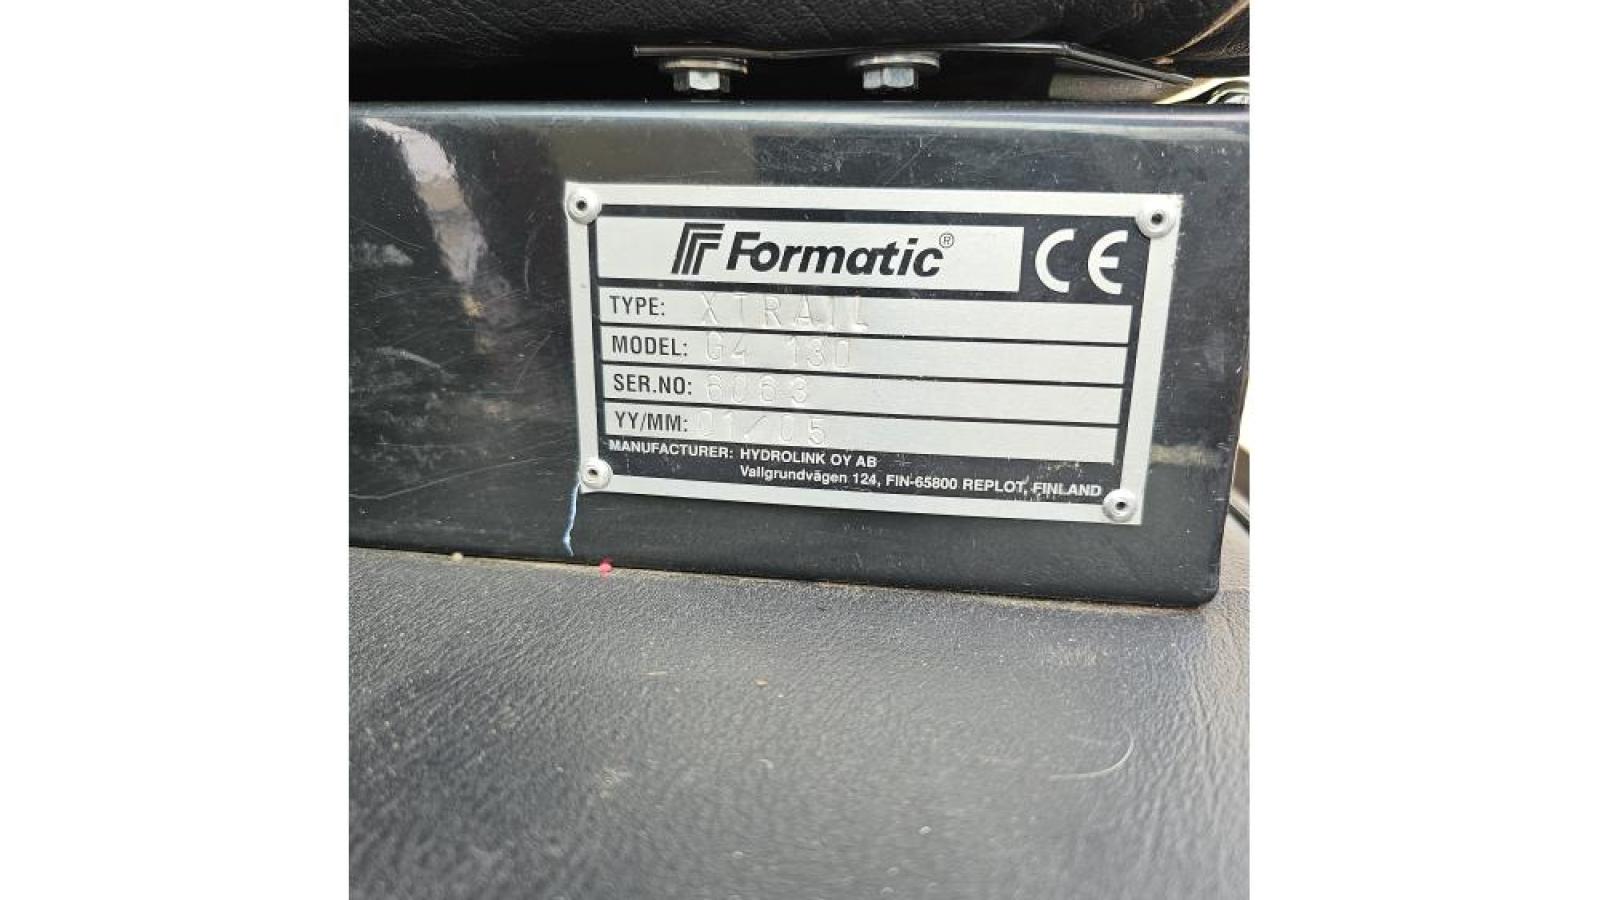 Formatic® CE
TYPE: XTRAIL
MODEL: G4 130
SER.NO: 6063
YY/MM: 01/05
MANUFACTURER: HYDROLINK OY AB
Vallgrundvägen 124, FIN-65800 REPLOT, FINLAND